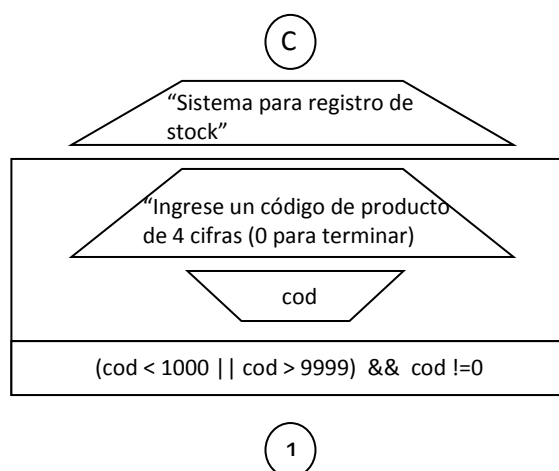 C
“Sistema para registro de
stock”
“Ingrese un código de producto
de 4 cifras (0 para terminar)
cod
(cod < 1000 || cod > 9999) && cod !=0
1